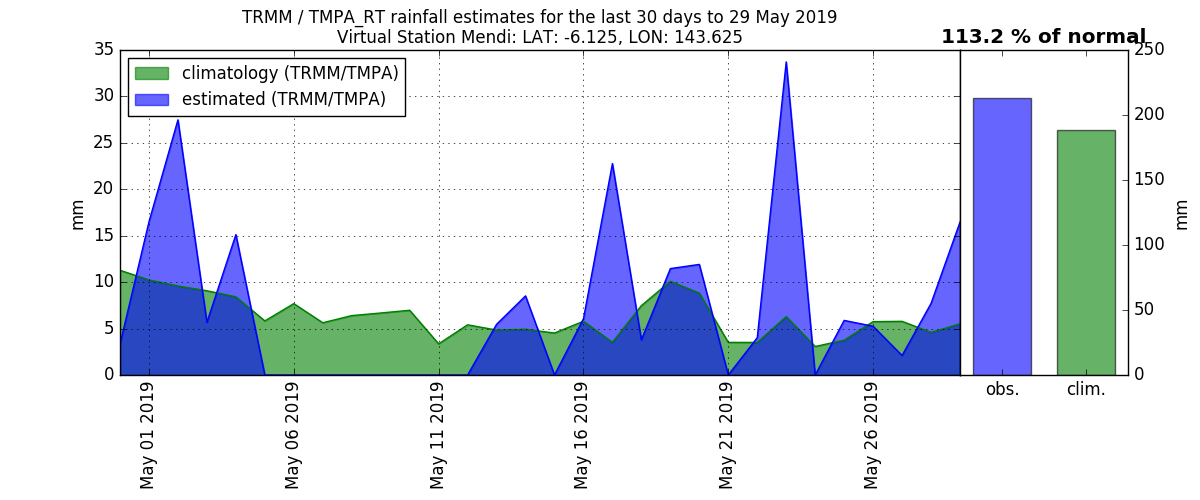 TRMM / TMPA_RT rainfall estimates for the last 30 days to 29 May 2019
Virtual Station Mendi: LAT: -6.125, LON: 143.625
113.2 % of normal
climatology (TRMM/TMPA)
estimated (TRMM/TMPA)
35
30
25
20
15
10
5
0
mm
May 01 2019
May 06 2019
May 11 2019
May 16 2019
May 21 2019
May 26 2019
obs.
clim.
250
200
150
100
50
0
mm